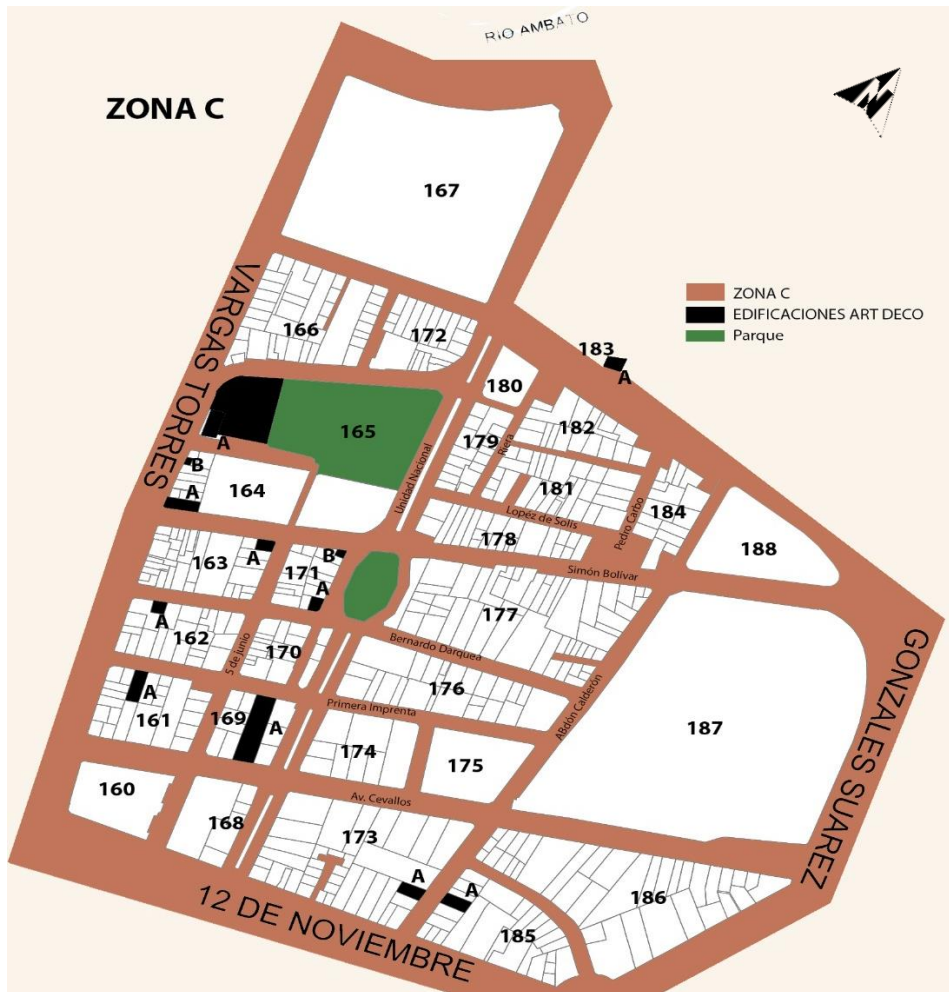 RIO AMBATO
ZONA C
N
167
ZONA C
EDIFICACIONES ART DECO
Parque
VARGAS TORRES
166
172
183
A
180
165
A
179
Riera
182
Unidad Nacional
B
A
164
181
Lopéz de Solís
Pedro Carbo
184
178
188
163
A
171
B
A
Simón Bolívar
177
A
162
5 de junio
170
Bernardo Darquea
GONZALES SUAREZ
176
ABdón Calderón
A
161
169
A
Primera Imprenta
187
174
175
160
Av. Cevallos
168
173
A
A
186
12 DE NOVIEMBRE
185